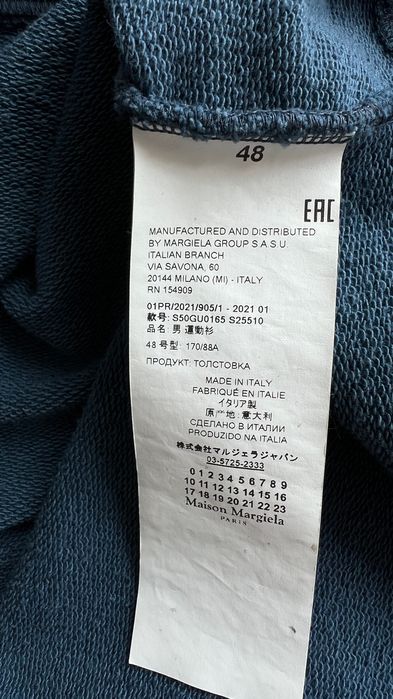 48
EAC
MANUFACTURED AND DISTRIBUTED
BY MARGIELA GROUP S.A.S.U.
ITALIAN BRANCH
VIA SAVONA, 60
20144 MILANO (MI) - ITALY
RN 154909
01PR/2021/905/1 - 2021 01
款号: S50GU0165 S25510
品名: 男 運動衫
48 号型: 170/88A
ПРОДУКТ: ТОЛСТОВКА
MADE IN ITALY
FABRIQUÉ EN ITALIE
イタリア製
地: 意大利
СДЕЛАНО В ИТАЛИИ
PRODUZIDO NA ITALIA
株式会社マルジェラジャパン
03-5725-2333
0 1 2 3 4 5 6 7 8 9
10 11 12 13 14 15 16
17 18 19 20 21 22 23
Maison Margiela
PARIS